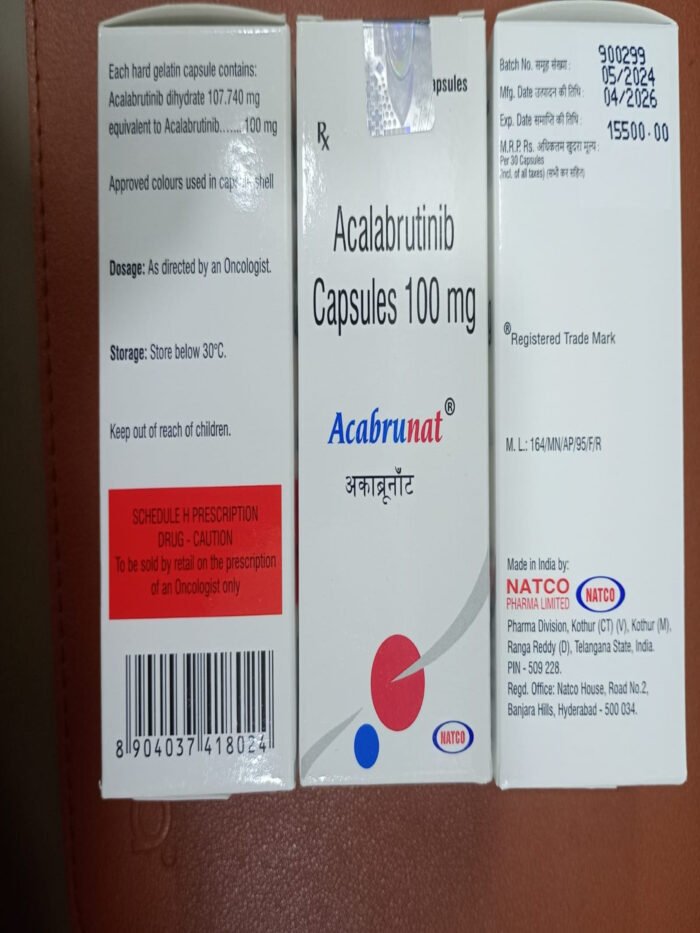 Each hard gelatin capsule contains:
Acalabrutinib dihydrate 107.740 mg
equivalent to Acalabrutinib....... 100 mg
Approved colours used in capsule shell
Dosage: As directed by an Oncologist.
Storage: Store below 30°C.
Keep out of reach of children.
SCHEDULE H PRESCRIPTION
DRUG - CAUTION
To be sold by retail on the prescription
of an Oncologist only
8 904037 418024
apsules
Rx
Acalabrutinib
Capsules 100 mg
Acabrunat®
अकाब्रूनॉट
NATCO
Batch No. समूह संख्या : 900299
Mfg. Date उत्पादन की तिथि : 05/2024
Exp. Date समाप्ति की तिथि : 04/2026
M.R.P. Rs. अधिकतम खुदरा मूल्य : 15500.00
Per 30 Capsules
(Incl. of all taxes) (सभी कर सहित)
®Registered Trade Mark
M. L.: 164/MN/AP/95/F/R
Made in India by:
NATCO
PHARMA LIMITED
NATCO
Pharma Division, Kothur (CT) (V), Kothur (M),
Ranga Reddy (D), Telangana State, India.
PIN - 509 228.
Regd. Office: Natco House, Road No.2,
Banjara Hills, Hyderabad - 500 034.